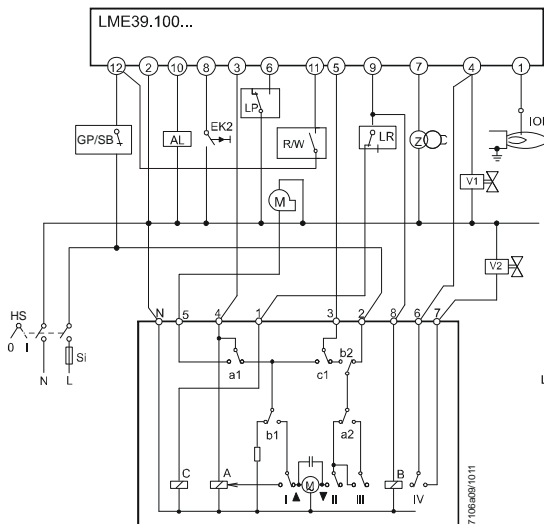 LME39.100...
12 2 10 8 3 6 11 5 9 7 4 1
GP/SB AL EK2 LP R/W LR Z ION
M V1
V2
HS
0 I
Si
N L
N 5 4 1 3 2 8 6 7
a1 c1 b2
b1 a2
C A I M II III B IV
7106a09/1011
L